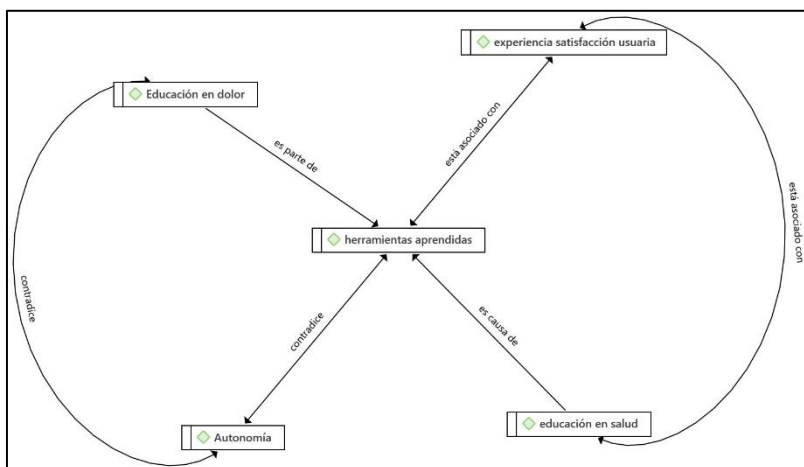 experiencia satisfacción usuaria
Educación en dolor
es parte de
está asociado con
está asociado con
herramientas aprendidas
contradice
contradice
es causa de
Autonomía
educación en salud